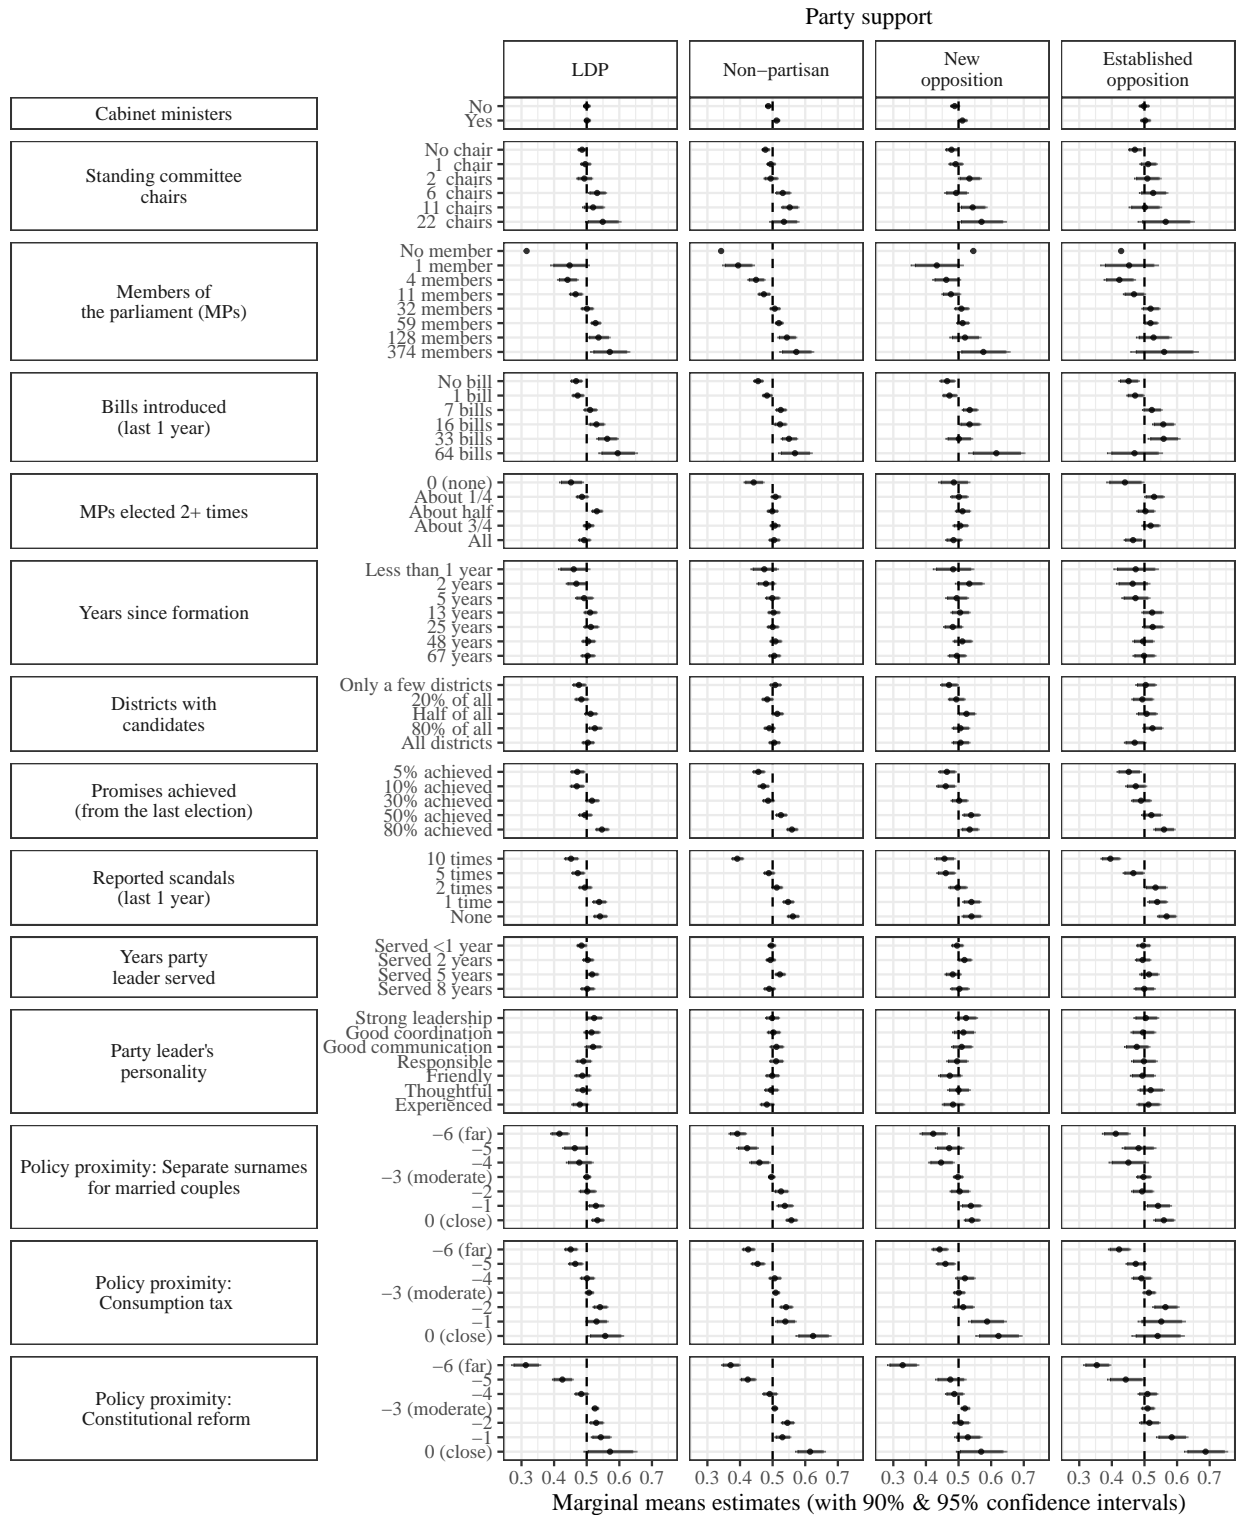 Party support
LDP
Non−partisan
New
opposition
Established
opposition
Cabinet ministers
No
Yes
Standing committee
chairs
No chair
1 chair
2 chairs
6 chairs
11 chairs
22 chairs
Members of
the parliament (MPs)
No member
1 member
4 members
11 members
32 members
59 members
128 members
374 members
Bills introduced
(last 1 year)
No bill
1 bill
7 bills
16 bills
33 bills
64 bills
MPs elected 2+ times
0 (none)
About 1/4
About half
About 3/4
All
Years since formation
Less than 1 year
2 years
5 years
13 years
25 years
48 years
67 years
Districts with
candidates
Only a few districts
20% of all
Half of all
80% of all
All districts
Promises achieved
(from the last election)
5% achieved
10% achieved
30% achieved
50% achieved
80% achieved
Reported scandals
(last 1 year)
10 times
5 times
2 times
1 time
None
Years party
leader served
Served <1 year
Served 2 years
Served 5 years
Served 8 years
Party leader's
personality
Strong leadership
Good coordination
Good communication
Responsible
Friendly
Thoughtful
Experienced
Policy proximity: Separate surnames
for married couples
−6 (far)
−5
−4
−3 (moderate)
−2
−1
0 (close)
Policy proximity:
Consumption tax
−6 (far)
−5
−4
−3 (moderate)
−2
−1
0 (close)
Policy proximity:
Constitutional reform
−6 (far)
−5
−4
−3 (moderate)
−2
−1
0 (close)
0.3 0.4 0.5 0.6 0.7 0.3 0.4 0.5 0.6 0.7 0.3 0.4 0.5 0.6 0.7 0.3 0.4 0.5 0.6 0.7
Marginal means estimates (with 90% & 95% confidence intervals)